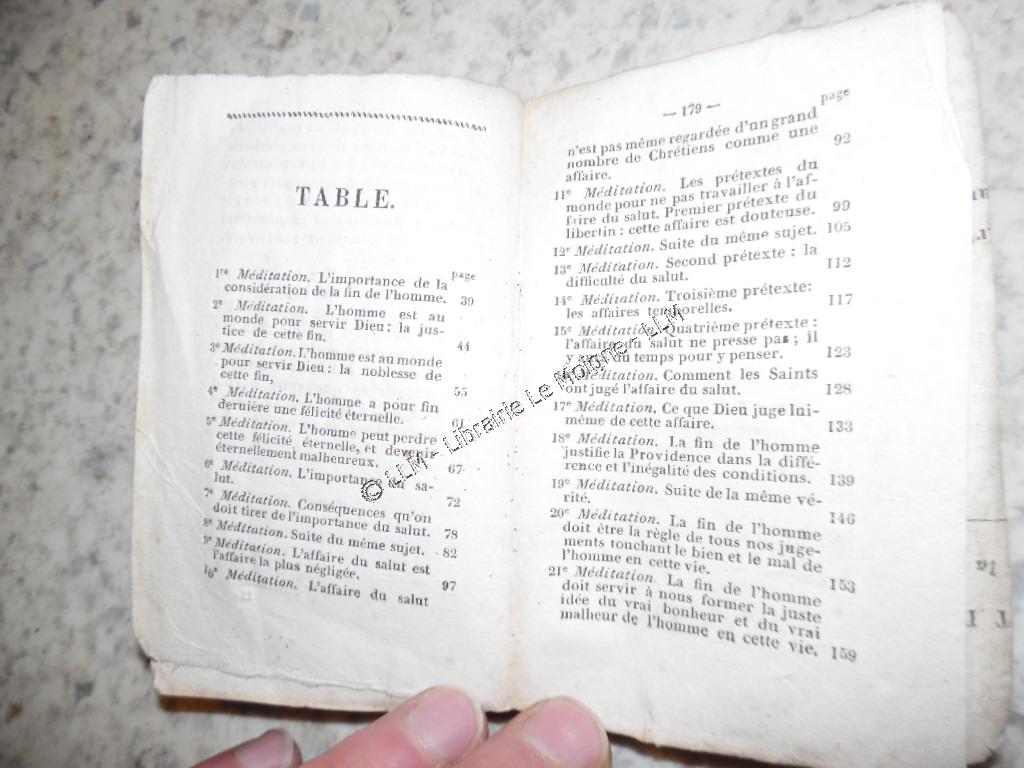 TABLE.
page
1re Méditation. L'importance de la
considération de la fin de l'homme. 39
2e Méditation. L'homme est au
monde pour servir Dieu : la jus-
tice de cette fin. 44
3e Méditation. L'homme est au monde
pour servir Dieu : la noblesse de
cette fin, 55
4e Méditation. L'homme a pour fin
dernière une félicité éternelle. 61
5e Méditation. L'homme peut perdre
cette félicité éternelle, et devenir
éternellement malheureux. 67
6e Méditation. L'importance du sa-
lut. 72
7e Méditation. Conséquences qu'on
doit tirer de l'importance du salut. 78
8e Méditation. Suite du même sujet. 82
9e Méditation. L'affaire du salut est
l'affaire la plus négligée. 97
10e Méditation. L'affaire du salut
— 179 —
page
n'est pas même regardée d'un grand
nombre de Chrétiens comme une
affaire. 92
11e Méditation. Les prétextes du
monde pour ne pas travailler à l'af-
faire du salut. Premier prétexte du
libertin : cette affaire est douteuse. 99
12e Méditation. Suite du même sujet. 105
13e Méditation. Second prétexte : la
difficulté du salut. 112
14e Méditation. Troisième prétexte:
les affaires temporelles. 117
15e Méditation. Quatrième prétexte :
l'affaire du salut ne presse pas ; il
y a du temps pour y penser. 123
Méditation. Comment les Saints
ont jugé l'affaire du salut. 128
17e Méditation. Ce que Dieu juge lui-
même de cette affaire. 133
18e Méditation. La fin de l'homme
justifie la Providence dans la diffé-
rence et l'inégalité des conditions. 139
19e Méditation. Suite de la même vé-
rité. 146
20e Méditation. La fin de l'homme
doit être la règle de tous nos juge-
ments touchant le bien et le mal de
l'homme en cette vie. 153
21e Méditation. La fin de l'homme
doit servir à nous former la juste
idée du vrai bonheur et du vrai
malheur de l'homme en cette vie. 159
© LLM - Librairie Le Moigne - LLM